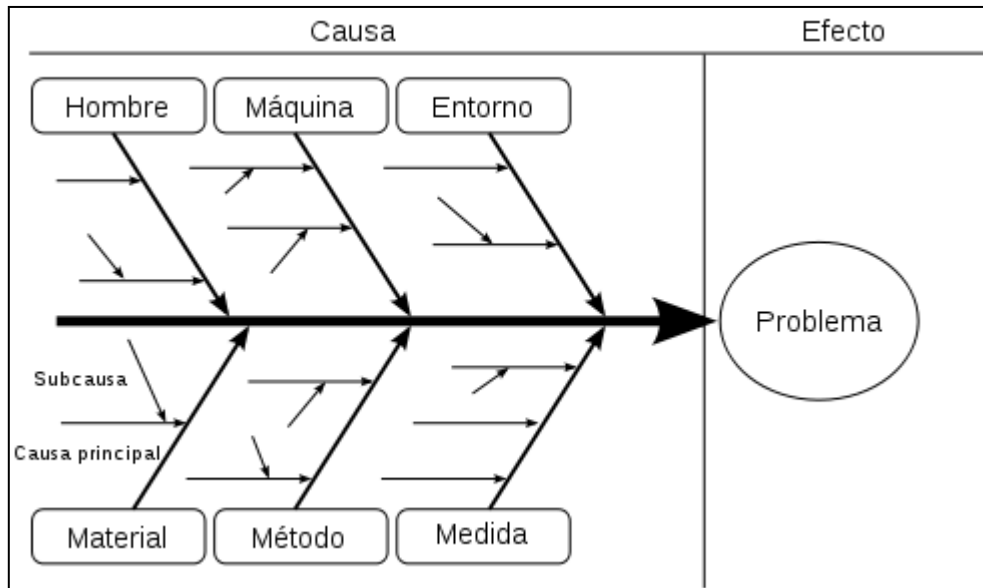 Causa
Efecto
Hombre
Máquina
Entorno
Problema
Subcausa
Causa principal
Material
Método
Medida